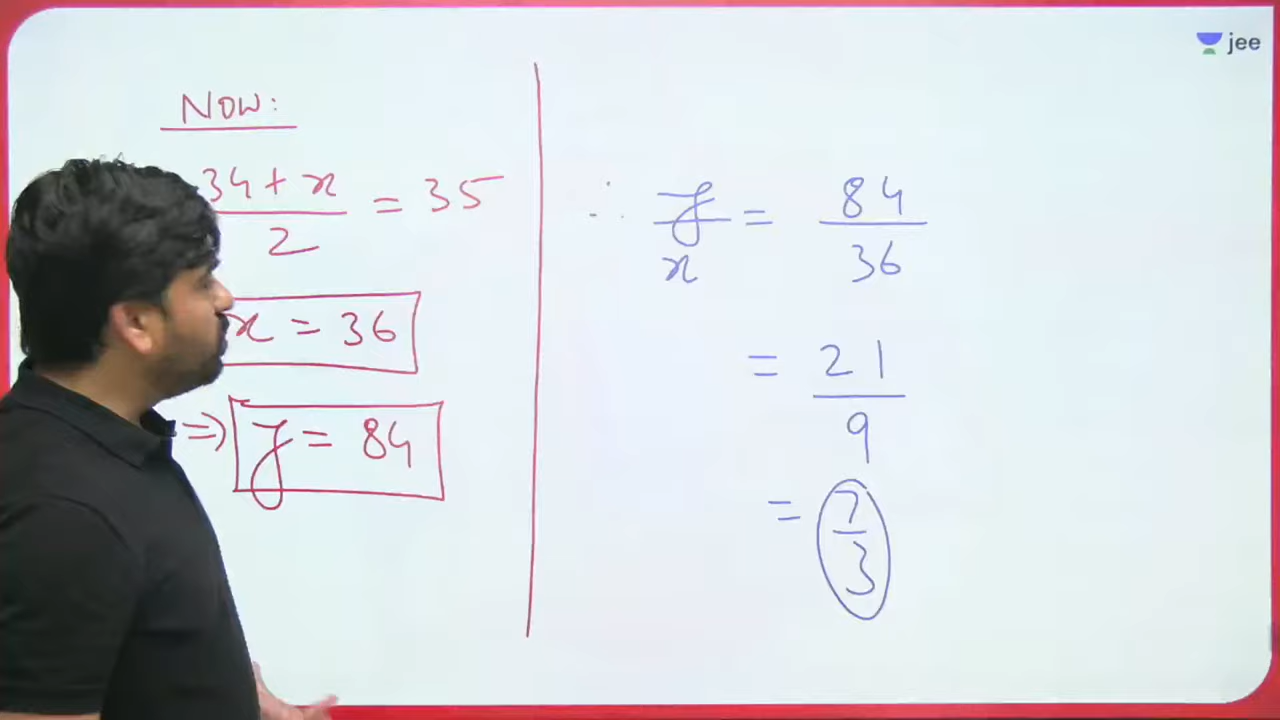 NOW:
34 + x / 2 = 35
x = 36
⇒ y = 84
∴ y/x = 84/36
= 21/9
= 7/3
jee